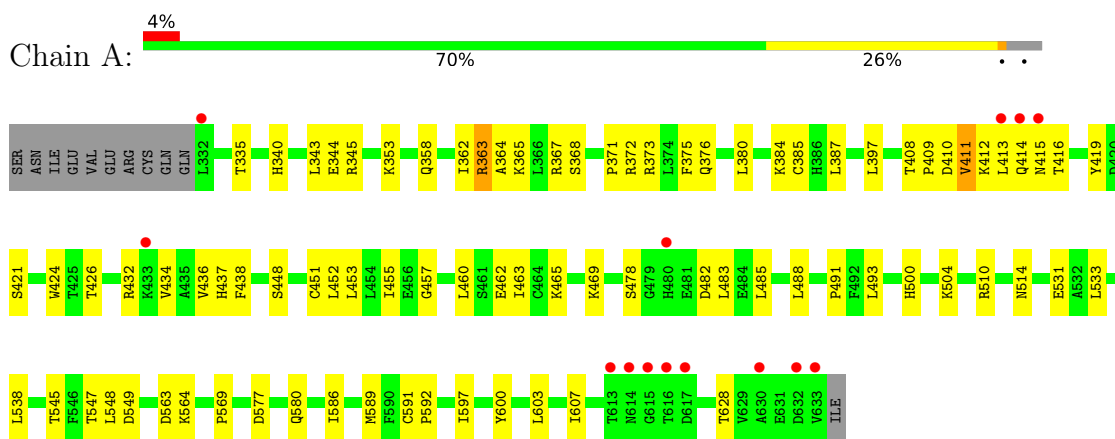 4%
Chain A:
70% 26% • •
SER ASN ILE GLU VAL GLU ARG CYS GLN GLN L332 T335 H340 L343 E344 R345 K353 Q358 I362 R363 A364 K365 L366 R367 S368 P371 R372 R373 L374 F375 Q376 L380 K384 C385 H386 L387 L397 T408 P409 D410 V411 K412 L413 Q414 N415 T416 Y419 D420
S421 W424 T425 T426 R432 K433 V434 A435 V436 H437 F438 S448 C451 L452 L453 L454 I455 E456 G457 L460 S461 E462 I463 C464 K465 K469 S478 G479 H480 E481 D482 L483 E484 L485 L488 P491 F492 L493 H500 K504 R510 N514 E531 A532 L533
L538 T545 F546 T547 L548 D549 D563 K564 P569 D577 Q580 I586 M589 F590 C591 P592 I597 Y600 L603 I607 T613 N614 G615 T616 D617 T628 V629 A630 E631 D632 V633 ILE